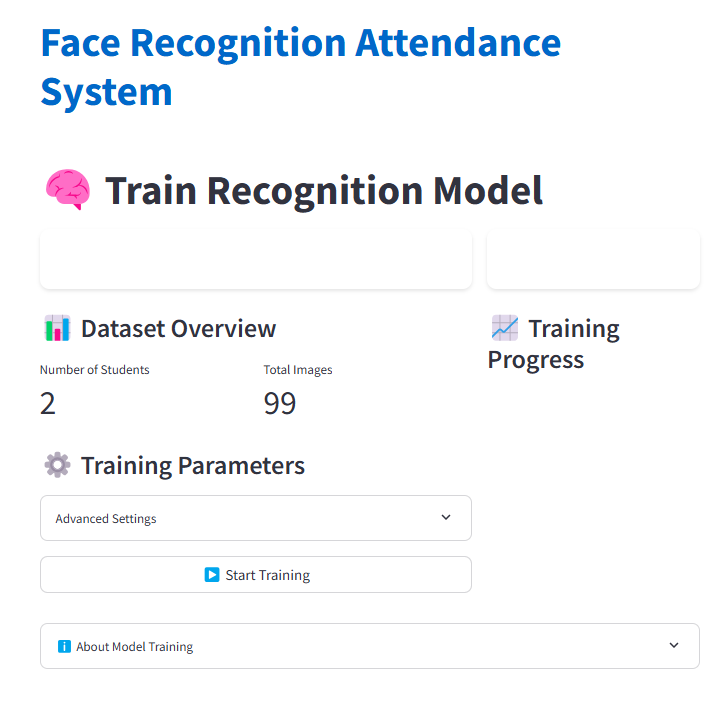 Face Recognition Attendance
System
Train Recognition Model
Dataset Overview
Number of Students
2
Total Images
99
Training
Progress
Training Parameters
Advanced Settings
Start Training
About Model Training